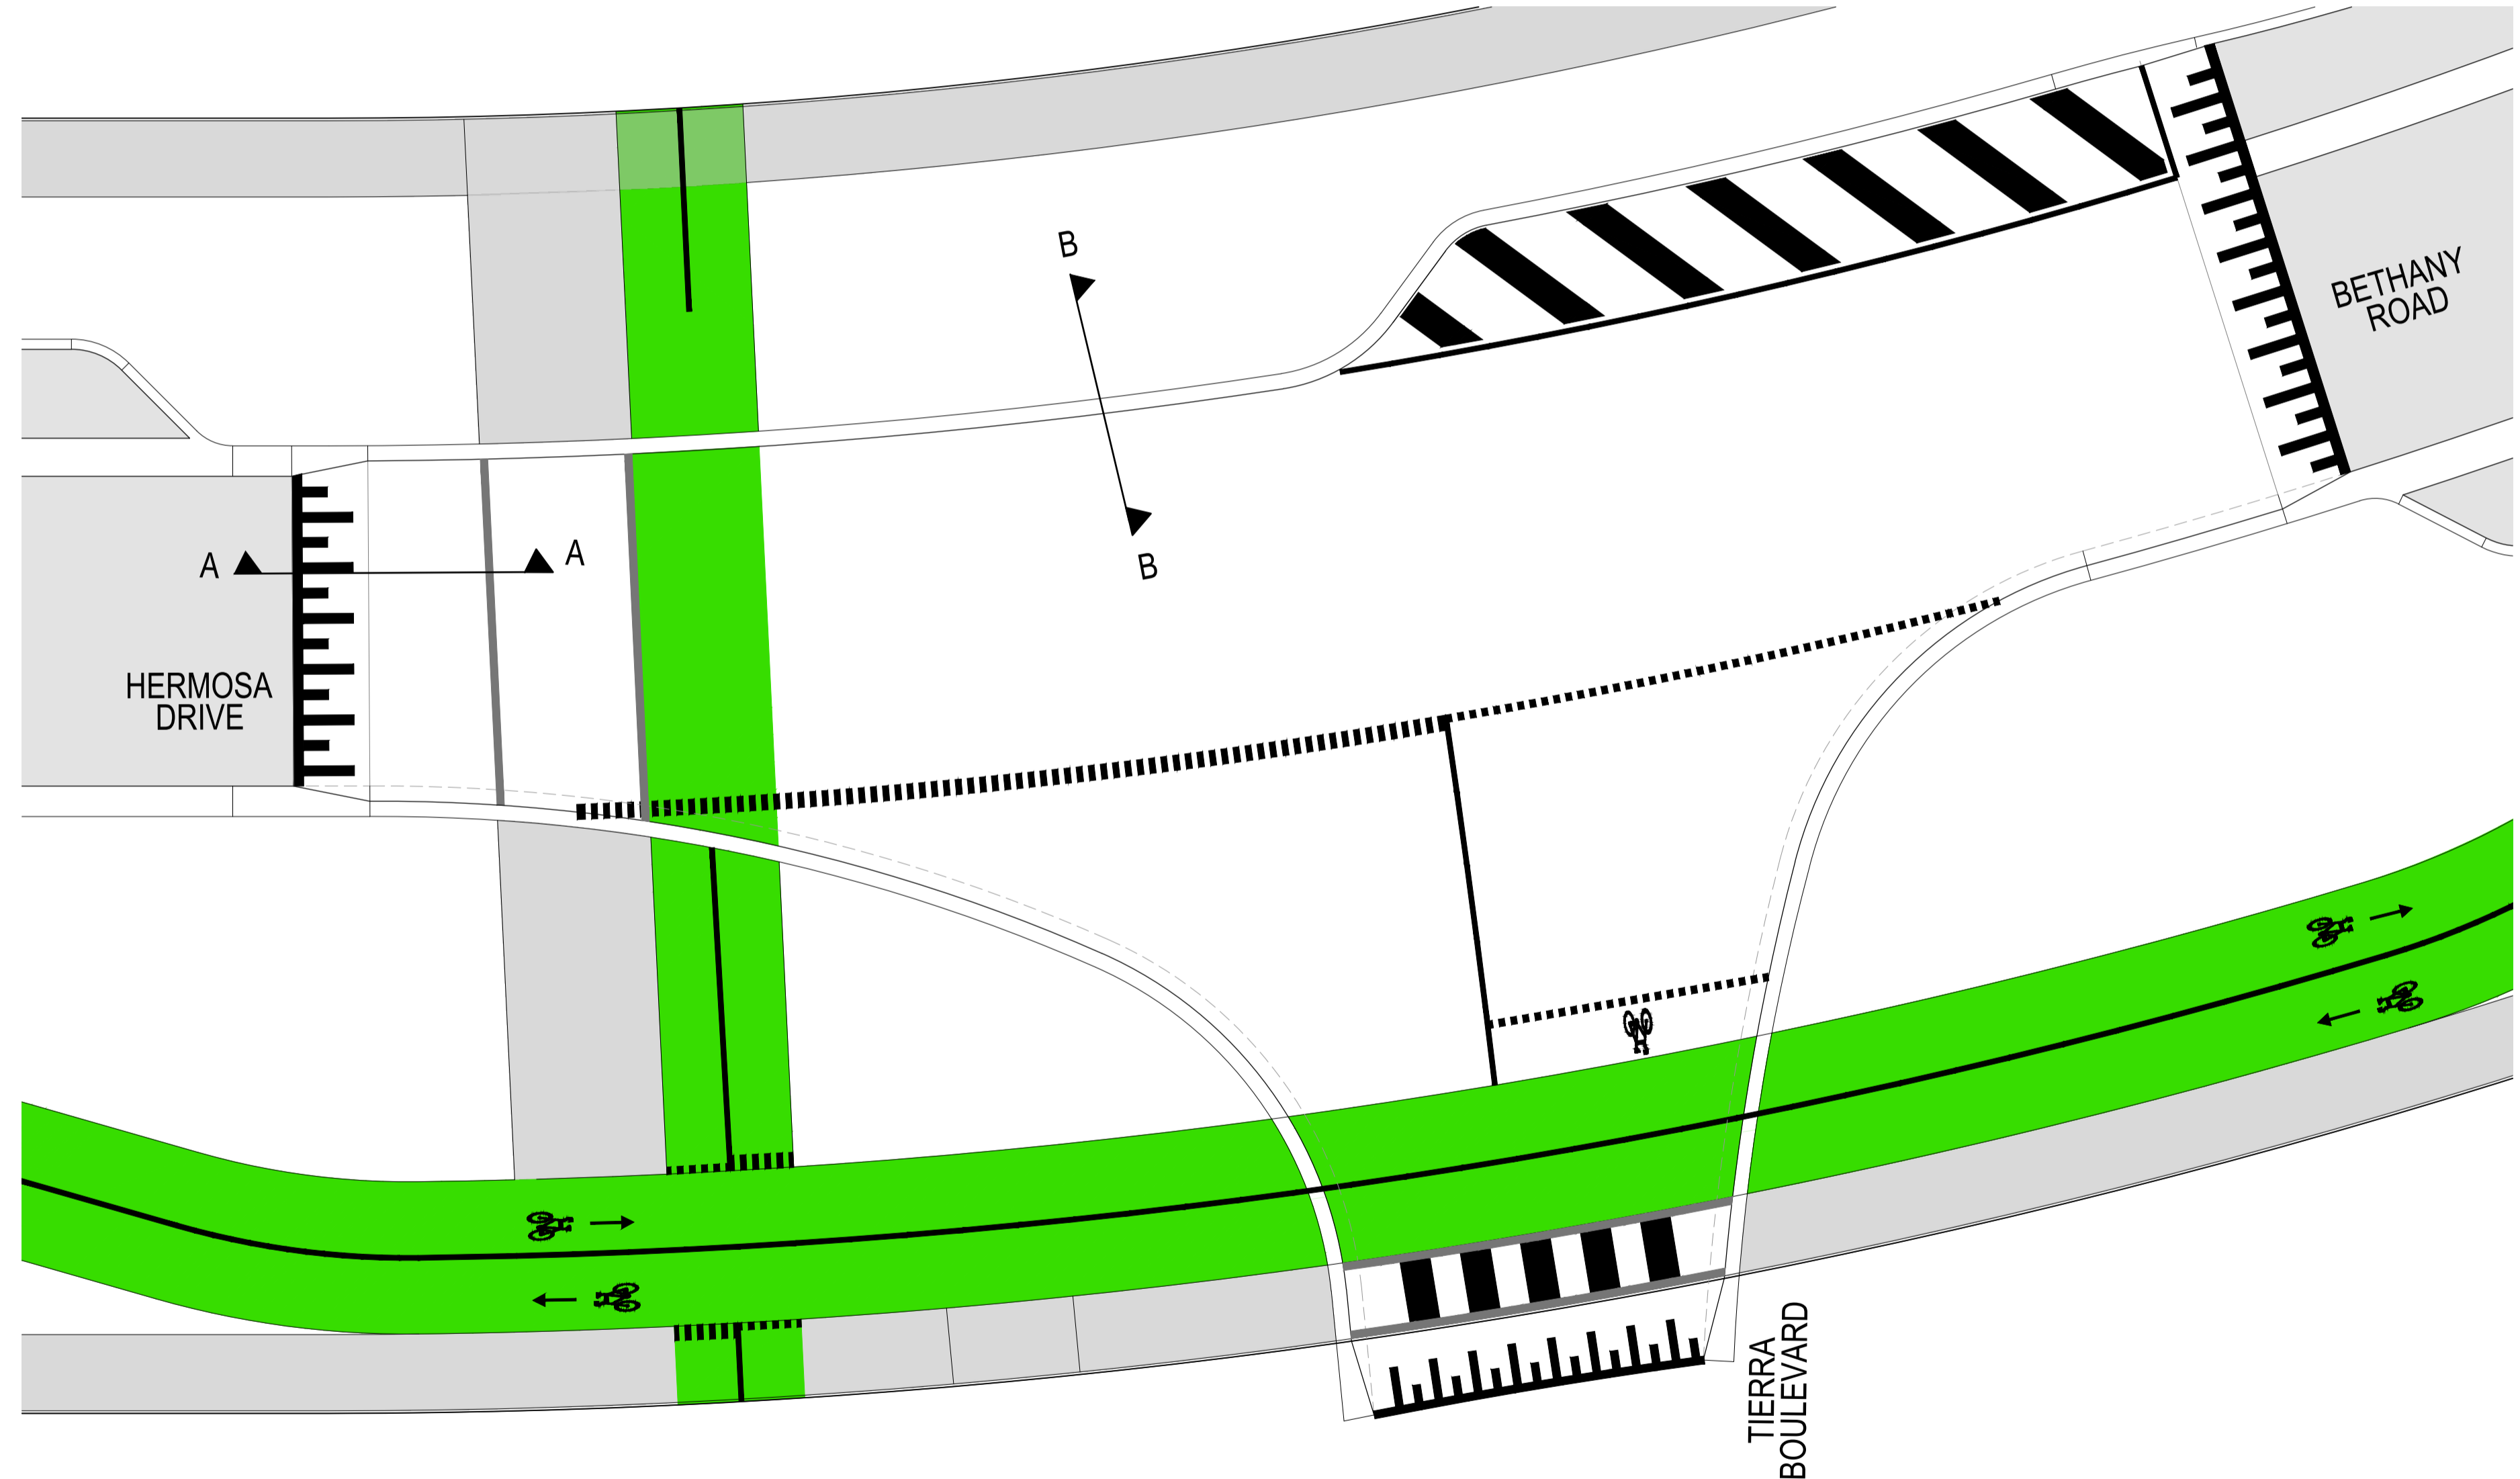 B
BETHANY
ROAD
A
A
B
HERMOSA
DRIVE
TIERRA
BOULEVARD